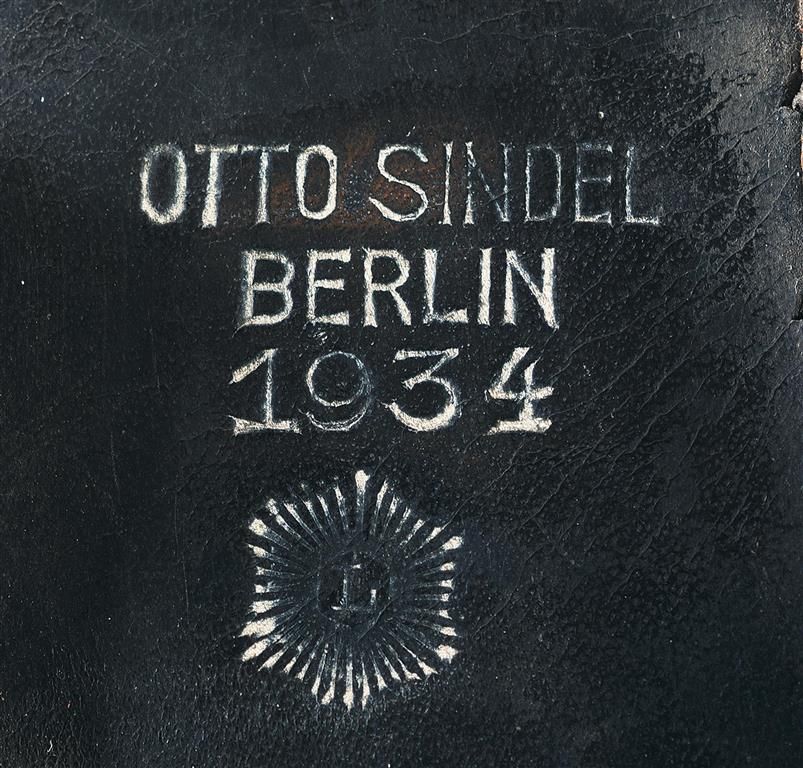 OTTO SINDEL
BERLIN
1934
L